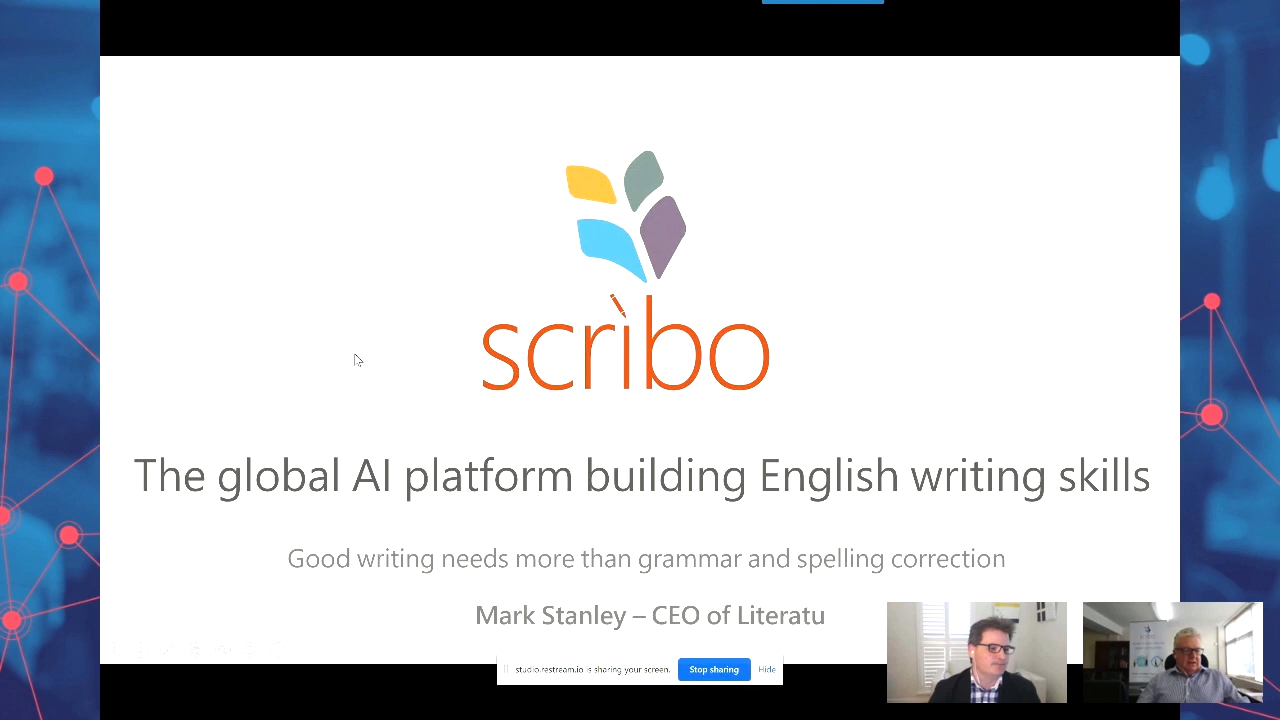 scribo
The global AI platform building English writing skills
Good writing needs more than grammar and spelling correction
Mark Stanley – CEO of Literatu
studio.restream.io is sharing your screen.
Stop sharing
Hide
scribo